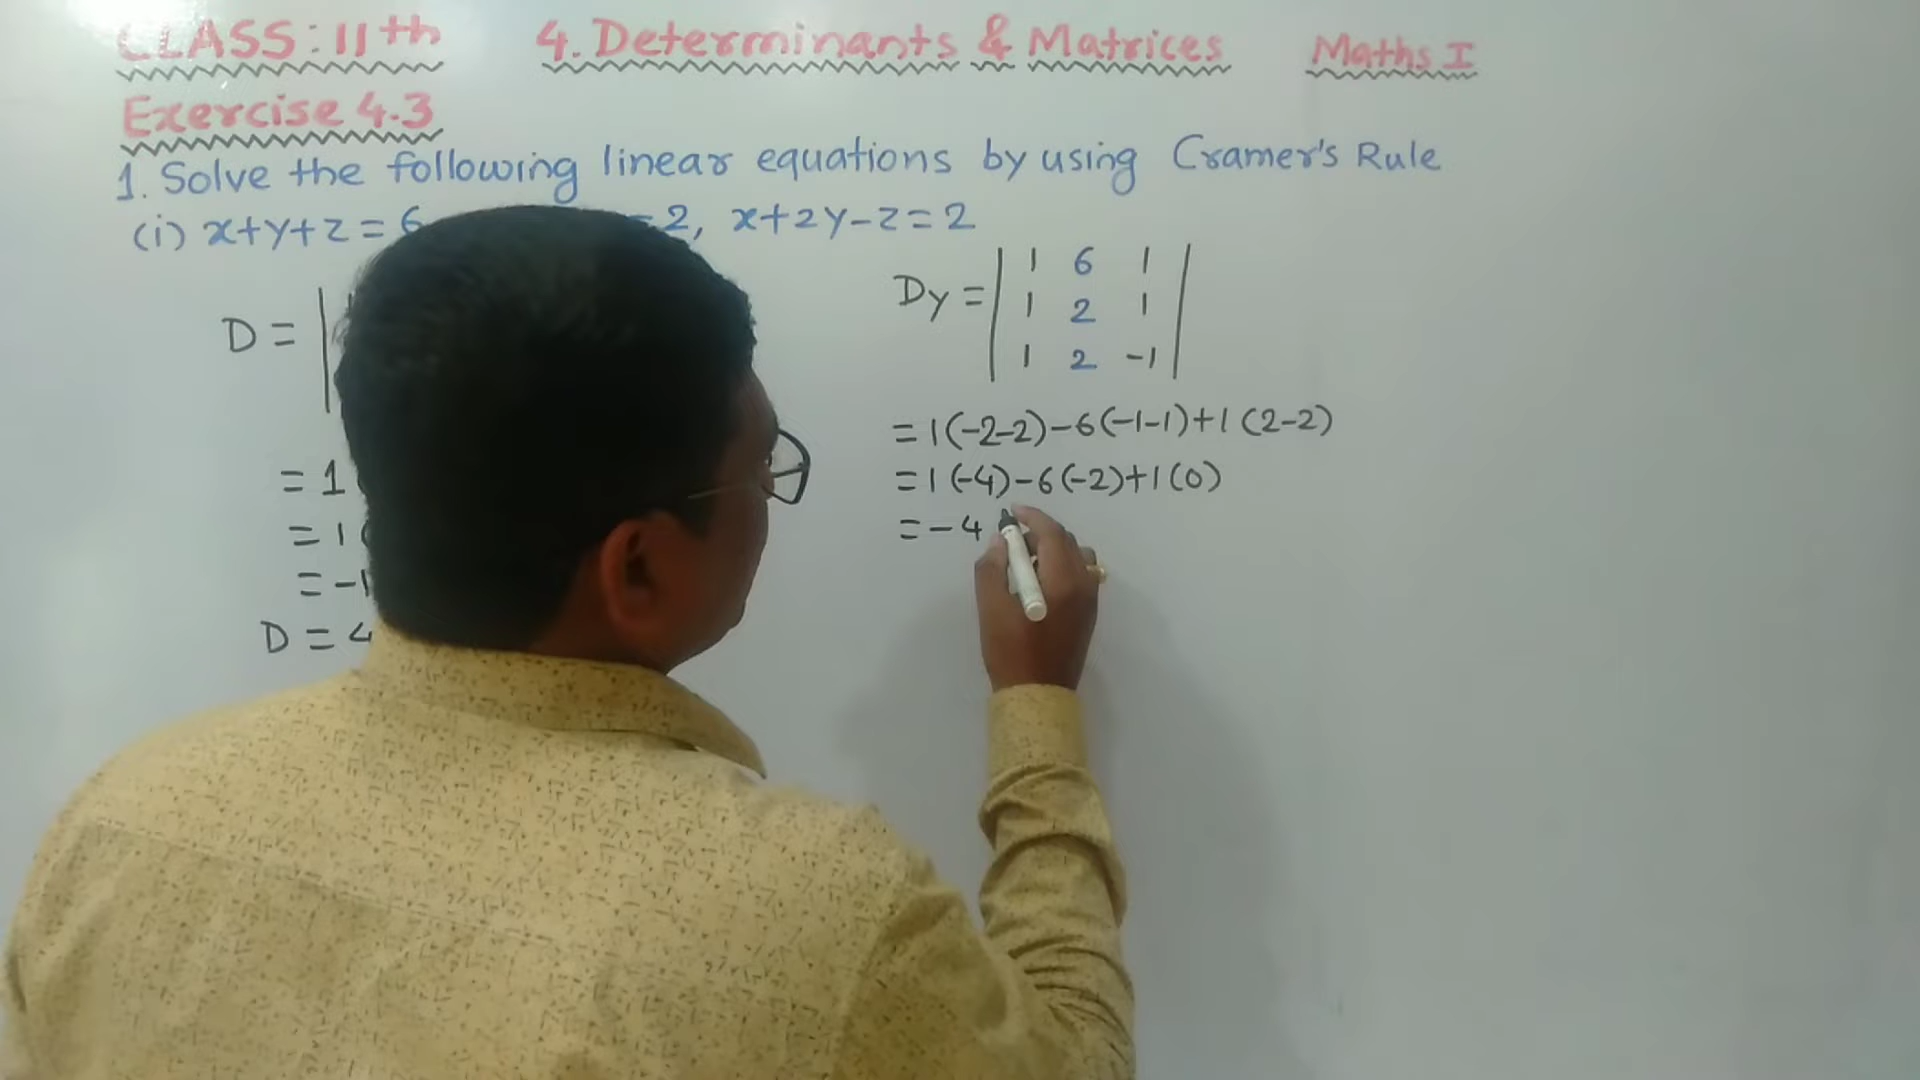 CLASS: 11th 4. Determinants & Matrices Maths I
Exercise 4.3
1. Solve the following linear equations by using Cramer's Rule
(i) x+y+z=6 =2, x+2y-z=2
D = |
= 1
= 1(
= -1
D = 4
Dy = | 1 6 1 |
| 1 2 1 |
| 1 2 -1 |
= 1(-2-2)-6(-1-1)+1(2-2)
= 1(-4)-6(-2)+1(0)
= -4